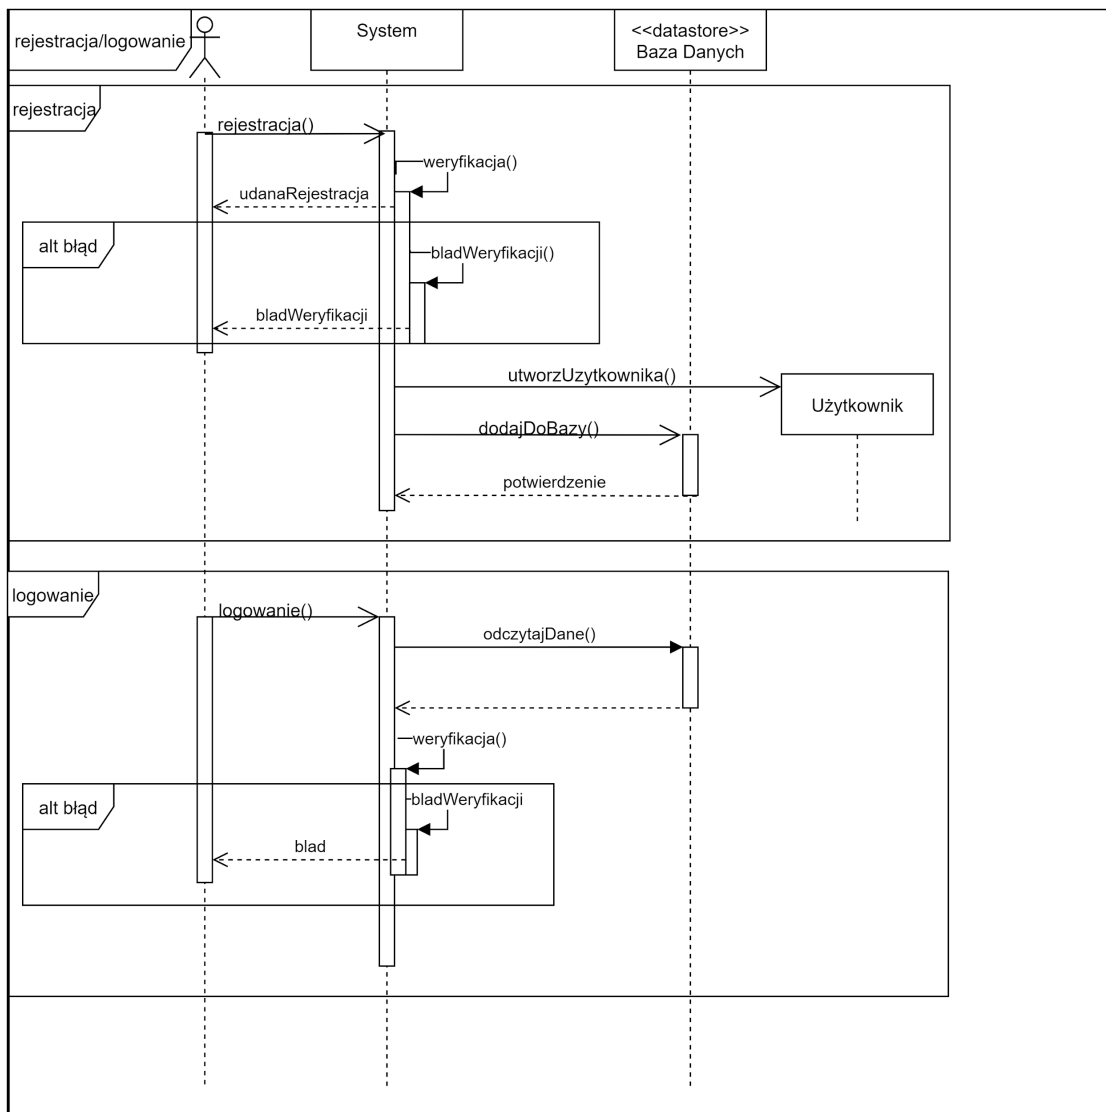 rejestracja/logowanie
System
<<datastore>>
Baza Danych
rejestracja
rejestracja()
weryfikacja()
udanaRejestracja
alt błąd
bladWeryfikacji()
bladWeryfikacji
utworzUzytkownika()
Użytkownik
dodajDoBazy()
potwierdzenie
logowanie
logowanie()
odczytajDane()
weryfikacja()
alt błąd
bladWeryfikacji
blad